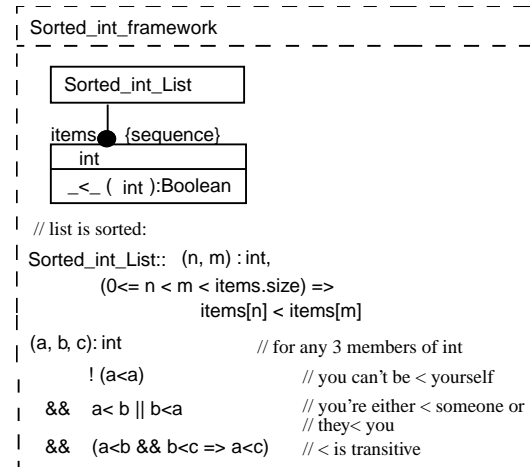 Sorted_int_framework
Sorted_int_List
items {sequence}
int
_<_ ( int ):Boolean
// list is sorted:
Sorted_int_List:: (n, m) : int,
(0<= n < m < items.size) =>
items[n] < items[m]
(a, b, c): int // for any 3 members of int
! (a<a) // you can't be < yourself
&& a< b || b<a // you're either < someone or
// they< you
&& (a<b && b<c => a<c) // < is transitive